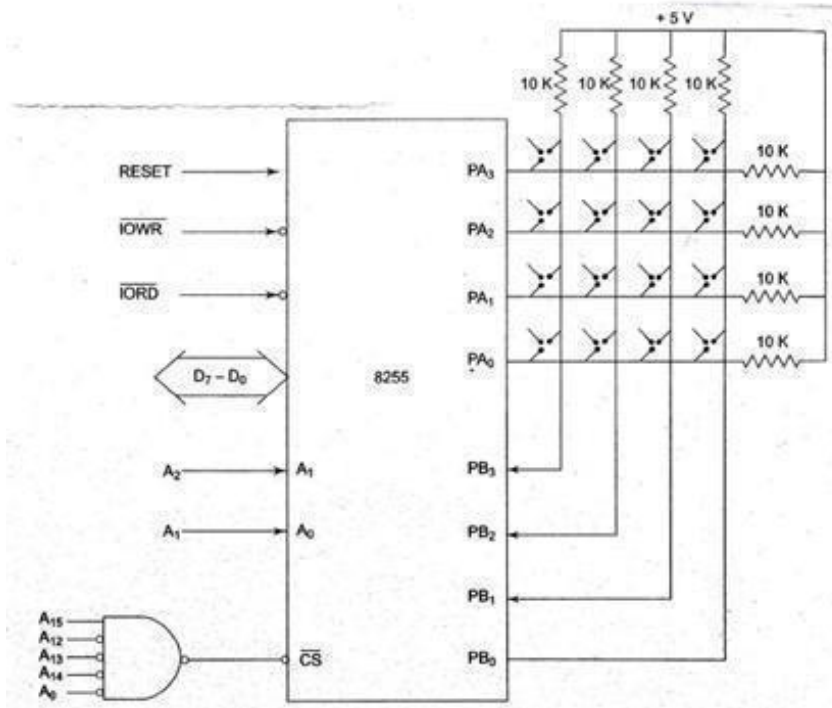 + 5 V
10 K 10 K 10 K 10 K
RESET
PA3
10 K
IOWR
PA2
10 K
IORD
PA1
10 K
D7 – D0
8255
PA0
10 K
A2
A1
PB3
A1
A0
PB2
PB1
A15
A12
A13
A14
A0
CS
PB0